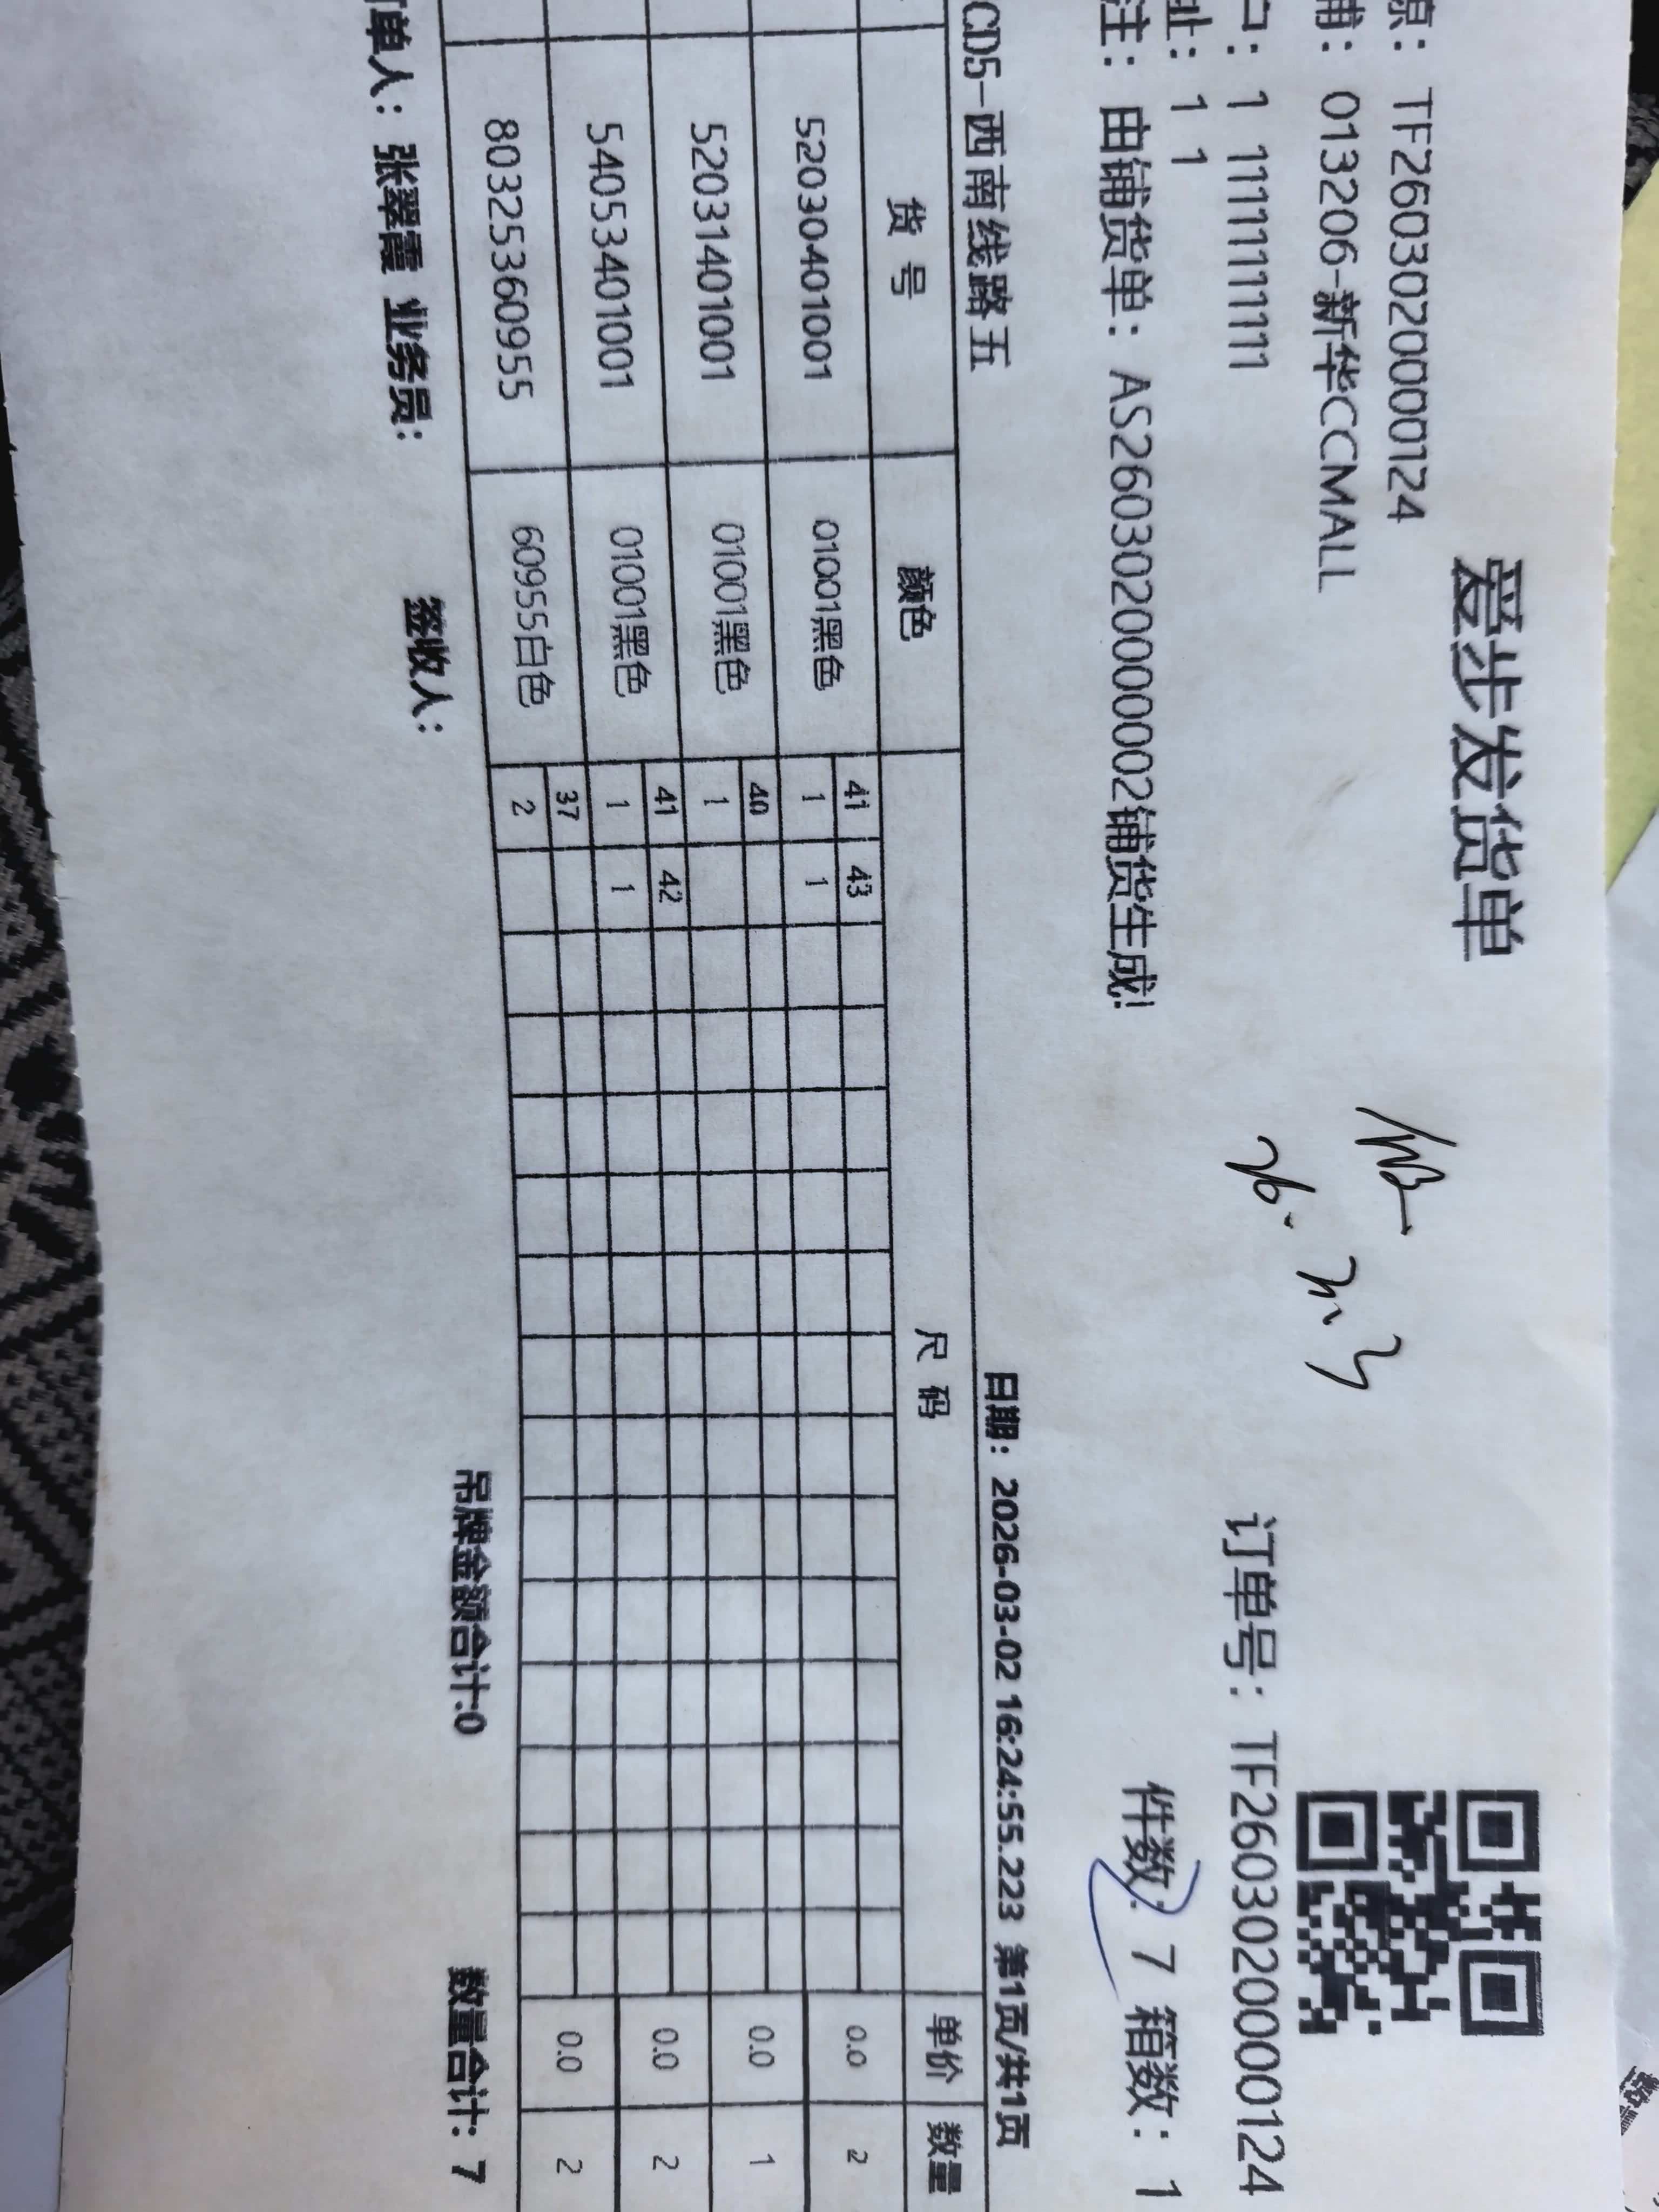 爱步发货单
原：TF26030200000124
铺：013206-新华CCMALL
户：1 11111111111
订单号：TF26030200000124
址：1 1
注：由铺货单：AS26030200000002铺货生成!
件数：7 箱数：1
CD5-西南线路五
日期：2026-03-02 16:24:55.223 第1页/共1页
货号 颜色 尺码 单价 数量
52030401001 01001黑色 41 43 0.0 2
1 1
52031401001 01001黑色 40 0.0 1
1
54053401001 01001黑色 41 42 0.0 2
1 1
80325360955 60955白色 37 0.0 2
2
单人：张翠霞 业务员： 签收人： 吊牌金额合计:0 数量合计：7